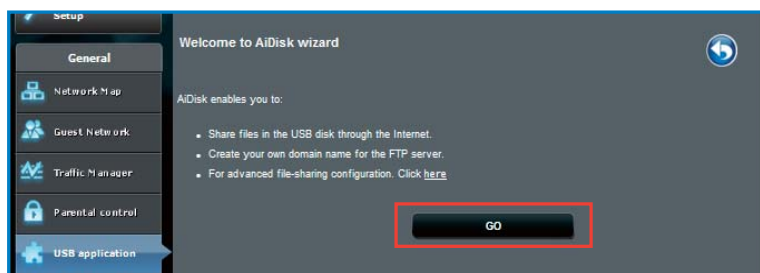 Setup
General
Network Map
Guest Network
Traffic Manager
Parental control
USB application
Welcome to AiDisk wizard
AiDisk enables you to:
Share files in the USB disk through the Internet.
Create your own domain name for the FTP server.
For advanced file-sharing configuration. Click here
GO